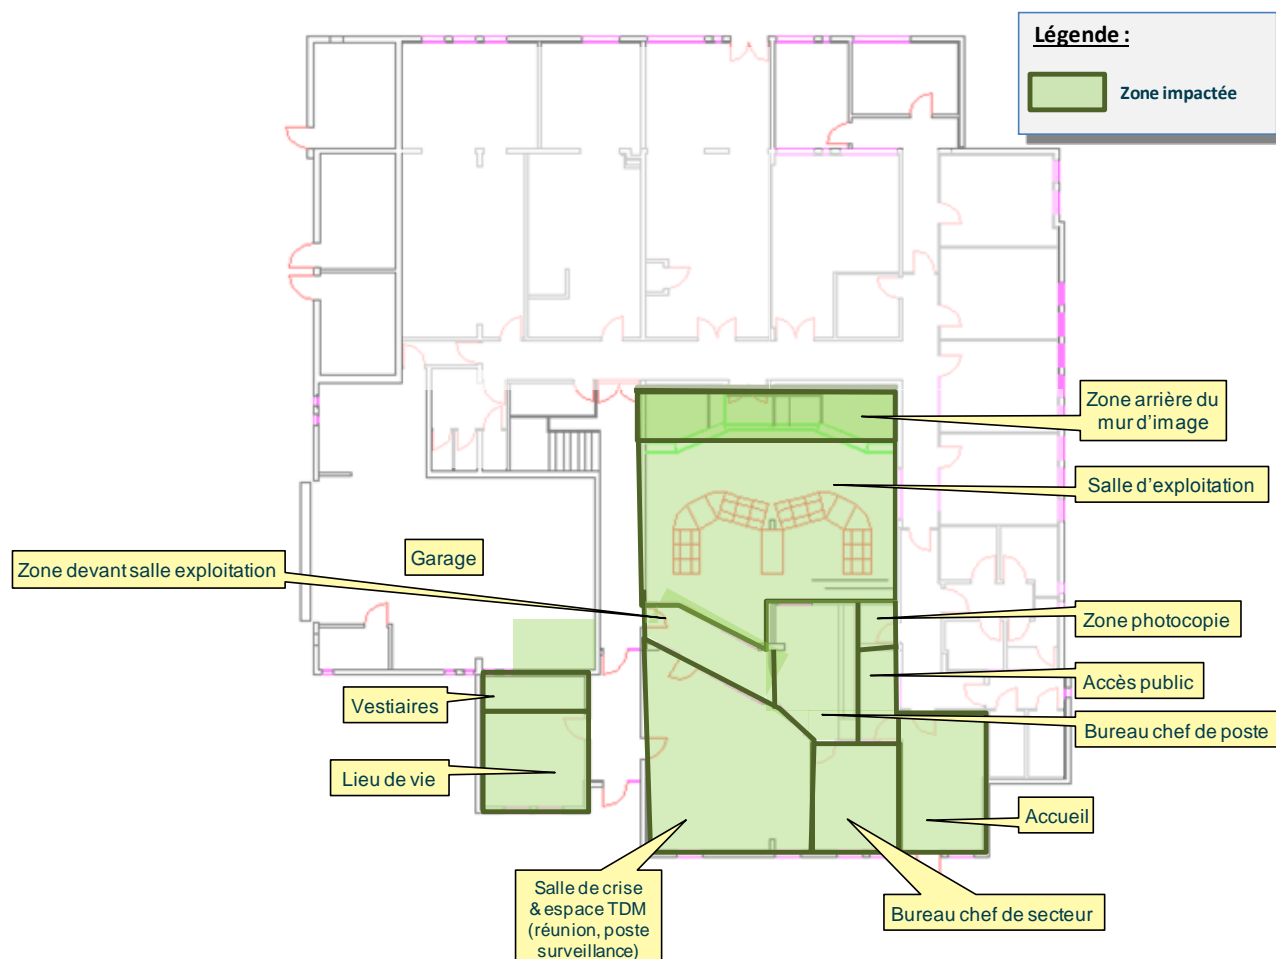 Légende :
Zone impactée
Zone arrière du
mur d'image
Salle d'exploitation
Garage
Zone devant salle exploitation
Zone photocopie
Accès public
Vestiaires
Bureau chef de poste
Lieu de vie
Accueil
Salle de crise
& espace TDM
(réunion, poste
surveillance)
Bureau chef de secteur